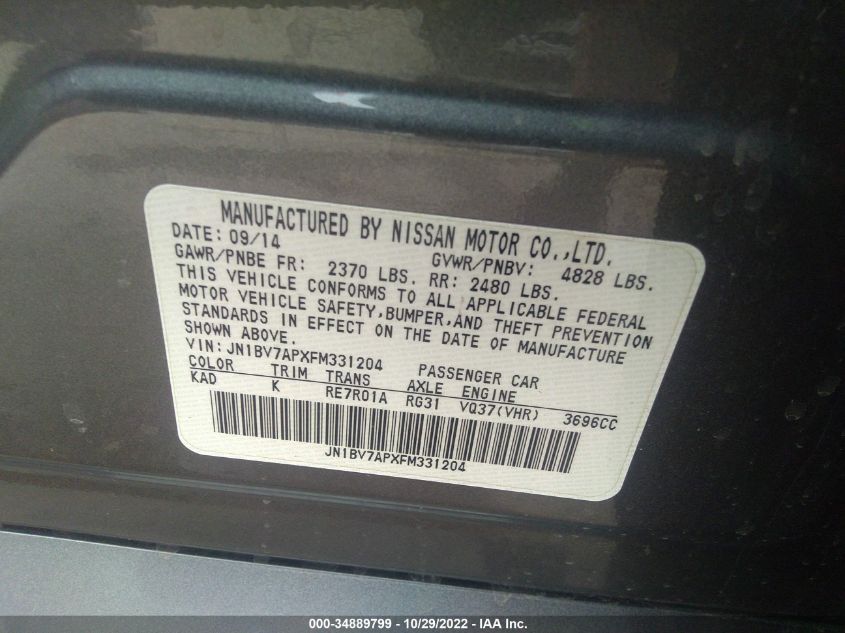 MANUFACTURED BY NISSAN MOTOR CO.,LTD.
DATE: 09/14 GVWR/PNBV: 4828 LBS.
GAWR/PNBE FR: 2370 LBS. RR: 2480 LBS.
THIS VEHICLE CONFORMS TO ALL APPLICABLE FEDERAL
MOTOR VEHICLE SAFETY,BUMPER,AND THEFT PREVENTION
STANDARDS IN EFFECT ON THE DATE OF MANUFACTURE
SHOWN ABOVE.
VIN:JN1BV7APXFM331204 PASSENGER CAR
COLOR TRIM TRANS AXLE ENGINE
KAD K RE7R01A RG31 VQ37(VHR) 3696CC
JN1BV7APXFM331204
000-34889799 - 10/29/2022 - IAA Inc.